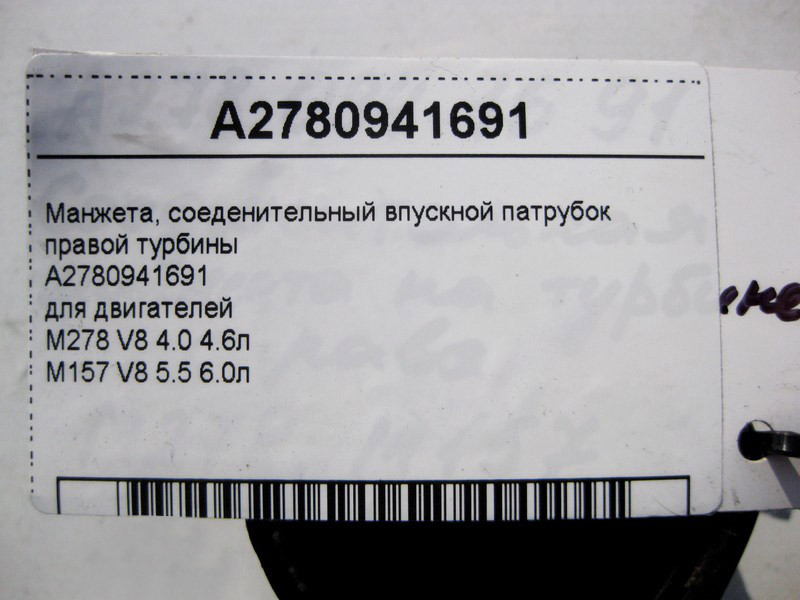 A2780941691
Манжета, соеденительный впускной патрубок
правой турбины
A2780941691
для двигателей
M278 V8 4.0 4.6л
M157 V8 5.5 6.0л